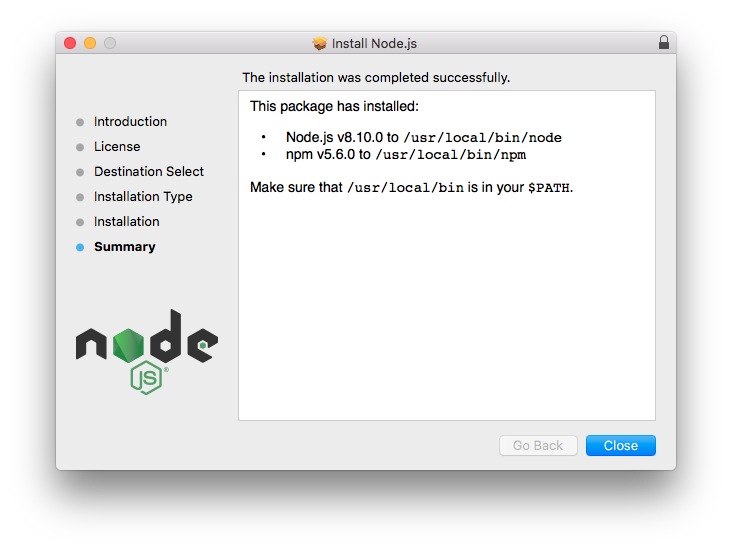 Install Node.js
The installation was completed successfully.
Introduction
License
Destination Select
Installation Type
Installation
Summary
This package has installed:
• Node.js v8.10.0 to /usr/local/bin/node
• npm v5.6.0 to /usr/local/bin/npm
Make sure that /usr/local/bin is in your $PATH.
node
JS®
Go Back
Close